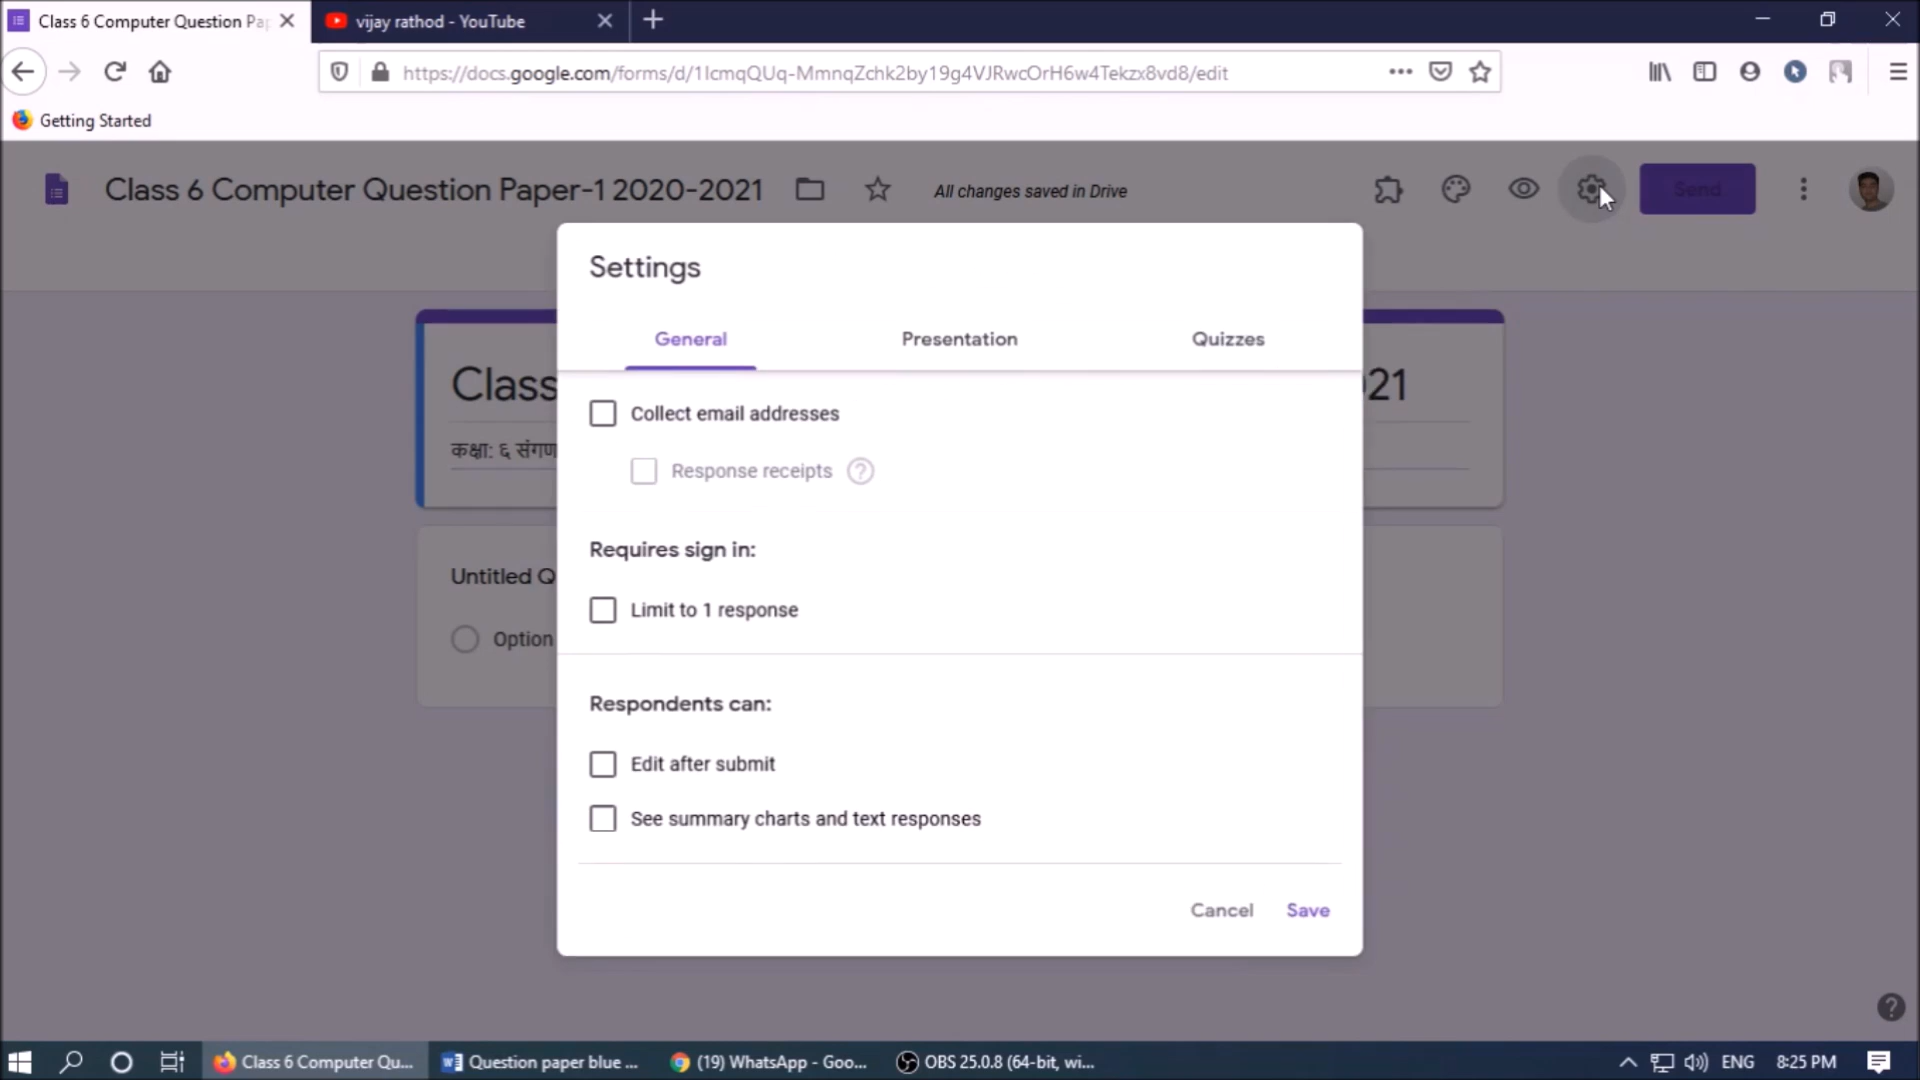 Class 6 Computer Question Pa
vijay rathod - YouTube
https://docs.google.com/forms/d/1IcmqQUq-MmnqZchk2by19g4VJRwcOrH6w4Tekzx8vd8/edit
Getting Started
Class 6 Computer Question Paper-1 2020-2021
All changes saved in Drive
Send
Settings
General
Presentation
Quizzes
Class
21
Collect email addresses
कक्षा: ६ संगण
Response receipts
Requires sign in:
Untitled Q
Limit to 1 response
Option
Respondents can:
Edit after submit
See summary charts and text responses
Cancel
Save
Class 6 Computer Qu...
Question paper blue ...
(19) WhatsApp - Goo...
OBS 25.0.8 (64-bit, wi...
ENG
8:25 PM